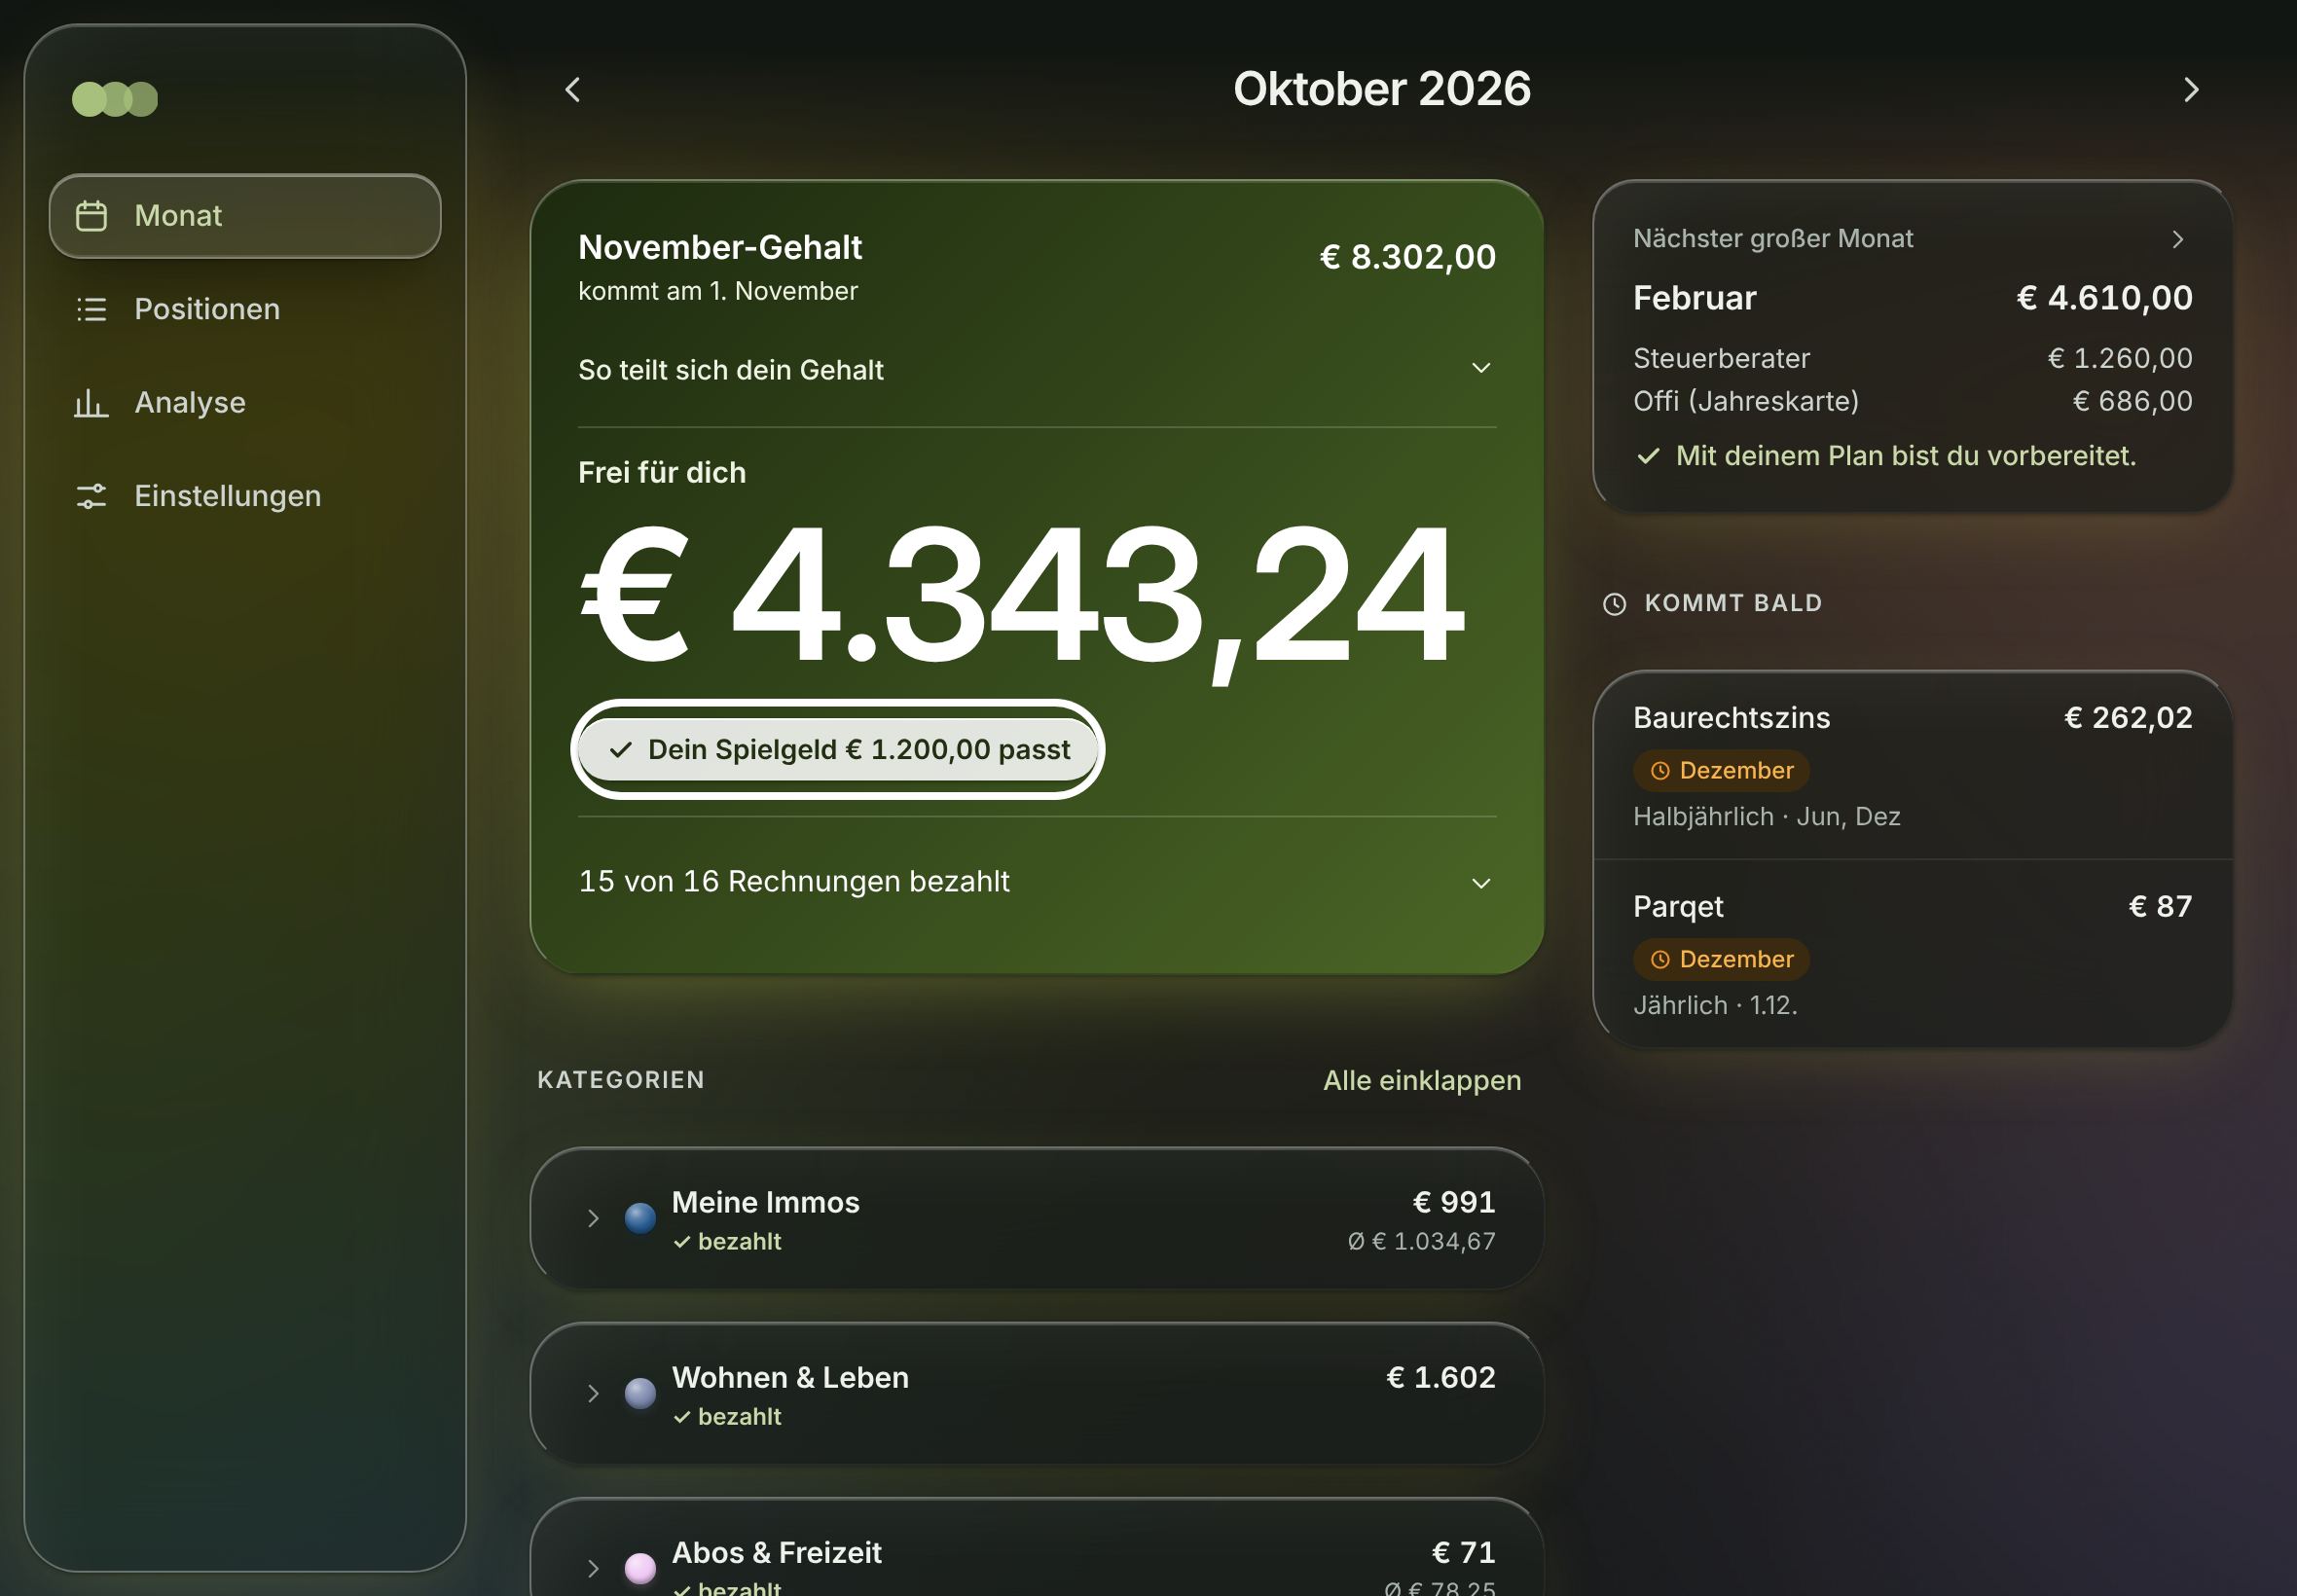 Monat
Positionen
Analyse
Einstellungen
Oktober 2026
November-Gehalt
€ 8.302,00
kommt am 1. November
So teilt sich dein Gehalt
Frei für dich
€ 4.343,24
Dein Spielgeld € 1.200,00 passt
15 von 16 Rechnungen bezahlt
KATEGORIEN
Alle einklappen
Meine Immos
€ 991
bezahlt
Ø € 1.034,67
Wohnen & Leben
€ 1.602
bezahlt
Abos & Freizeit
€ 71
bezahlt
Ø € 78,25
Nächster großer Monat
Februar
€ 4.610,00
Steuerberater
€ 1.260,00
Offi (Jahreskarte)
€ 686,00
Mit deinem Plan bist du vorbereitet.
KOMMT BALD
Baurechtszins
€ 262,02
Dezember
Halbjährlich · Jun, Dez
Parqet
€ 87
Dezember
Jährlich · 1.12.